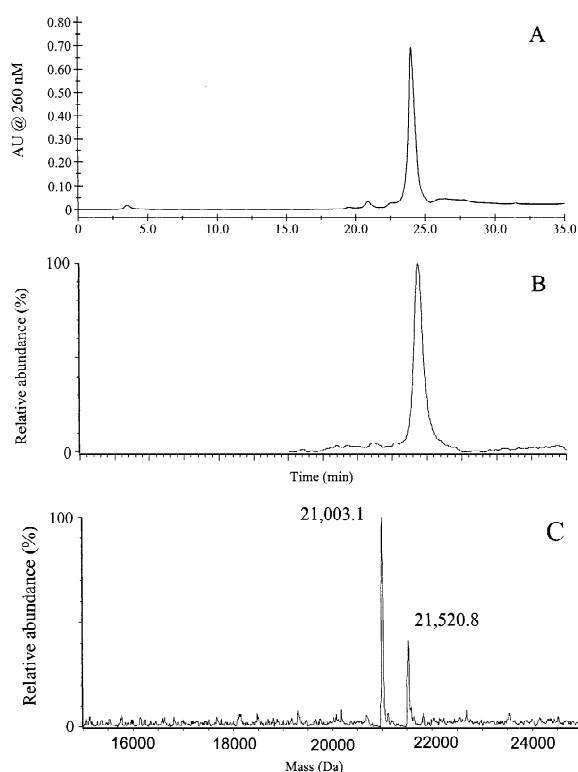 A
AU @ 260 nM
0.80
0.70
0.60
0.50
0.40
0.30
0.20
0.10
0
0 5.0 10.0 15.0 20.0 25.0 30.0 35.0
B
Relative abundance (%)
100
0
Time (min)
C
Relative abundance (%)
100
0
21,003.1
21,520.8
16000 18000 20000 22000 24000
Mass (Da)